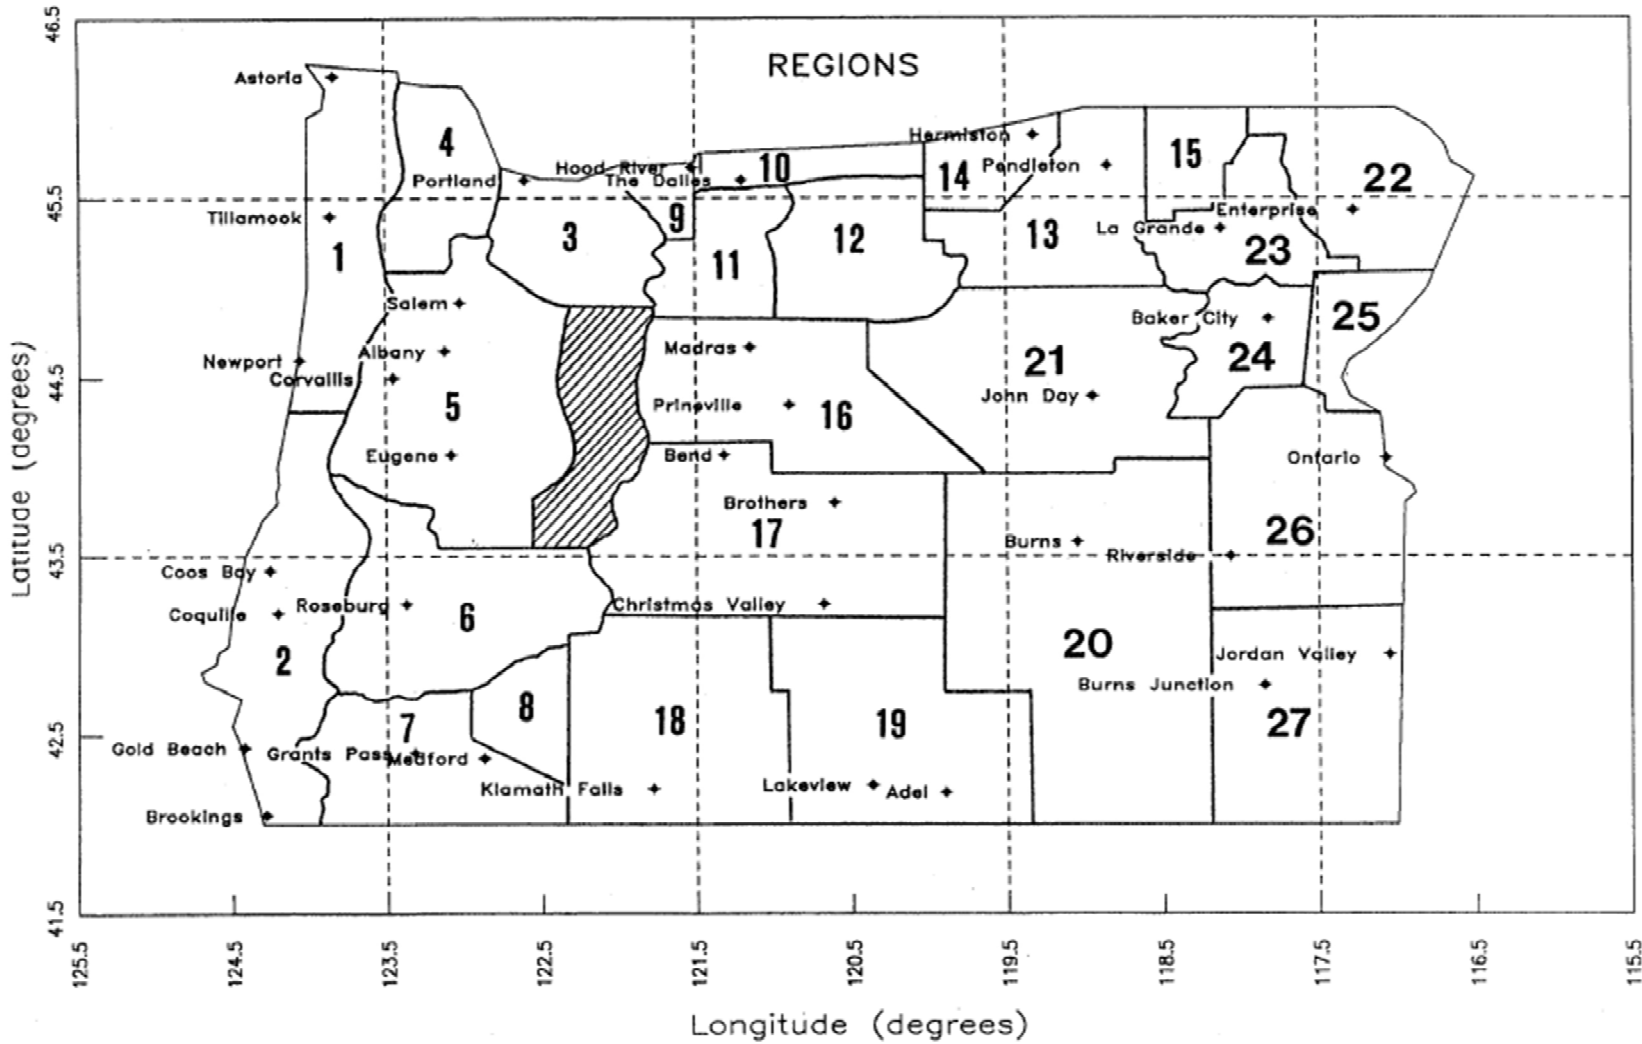 46.5
REGIONS
Astoria
4
Hermiston
15
Hood River
10
14
Pendleton
Portland
The Dalles
22
45.5
Tillamook
9
Enterprise
1
3
12
13
La Grande
11
23
Salem
Baker City
25
Newport
Albany
Madras
24
Corvallis
21
44.5
5
Prineville
16
John Day
Eugene
Bend
Ontario
Brothers
17
26
Burns
Riverside
43.5
Coos Bay
Coquille
Roseburg
6
Christmas Valley
2
20
Jordan Valley
Burns Junction
8
7
18
19
27
42.5
Gold Beach
Grants Pass
Medford
Klamath Falls
Lakeview
Adel
Brookings
41.5
Latitude (degrees)
125.5 124.5 123.5 122.5 121.5 120.5 119.5 118.5 117.5 116.5 115.5
Longitude (degrees)